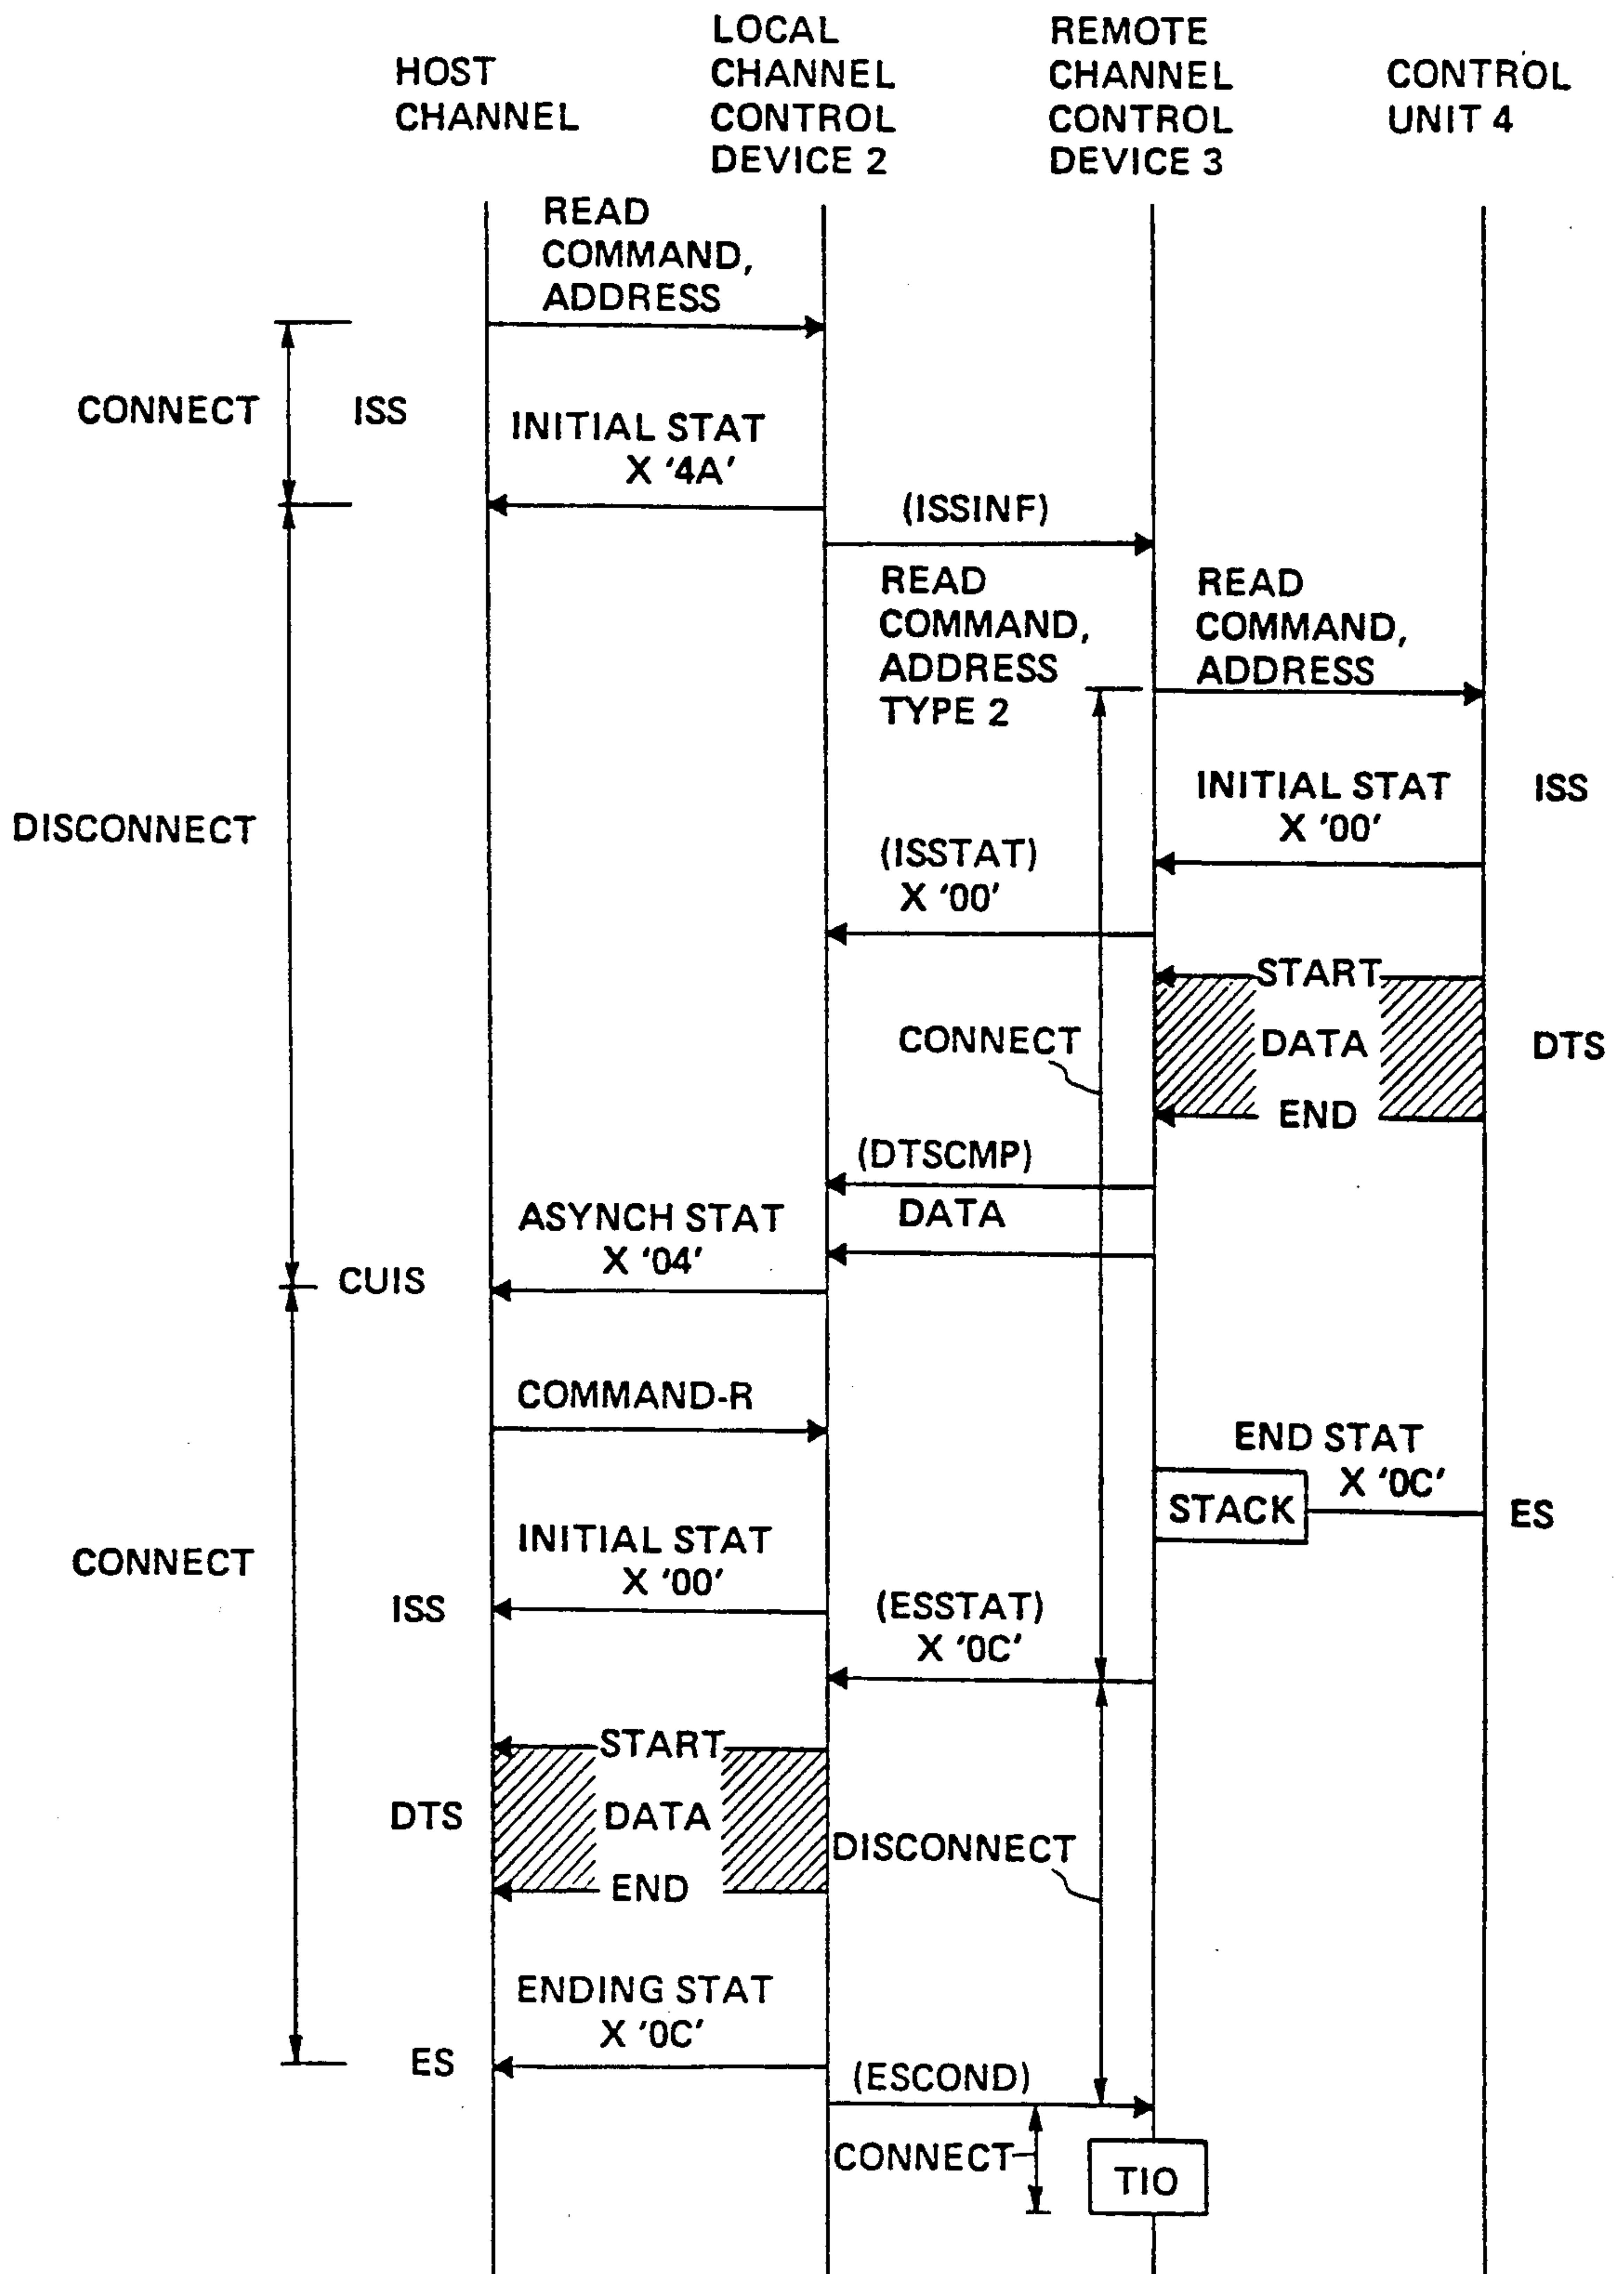 HOST
CHANNEL
LOCAL
CHANNEL
CONTROL
DEVICE 2
REMOTE
CHANNEL
CONTROL
DEVICE 3
CONTROL
UNIT 4
READ
COMMAND,
ADDRESS
CONNECT
ISS
INITIAL STAT
X '4A'
(ISSINF)
READ
COMMAND,
ADDRESS
TYPE 2
READ
COMMAND,
ADDRESS
DISCONNECT
INITIAL STAT
X '00'
ISS
(ISSTAT)
X '00'
START
DATA
END
DTS
CONNECT
(DTSCMP)
DATA
ASYNCH STAT
X '04'
CUIS
COMMAND-R
END STAT
X '0C'
STACK
ES
CONNECT
INITIAL STAT
X '00'
ISS
(ESSTAT)
X '0C'
START
DATA
END
DTS
DISCONNECT
ENDING STAT
X '0C'
ES
(ESCOND)
CONNECT
TIO